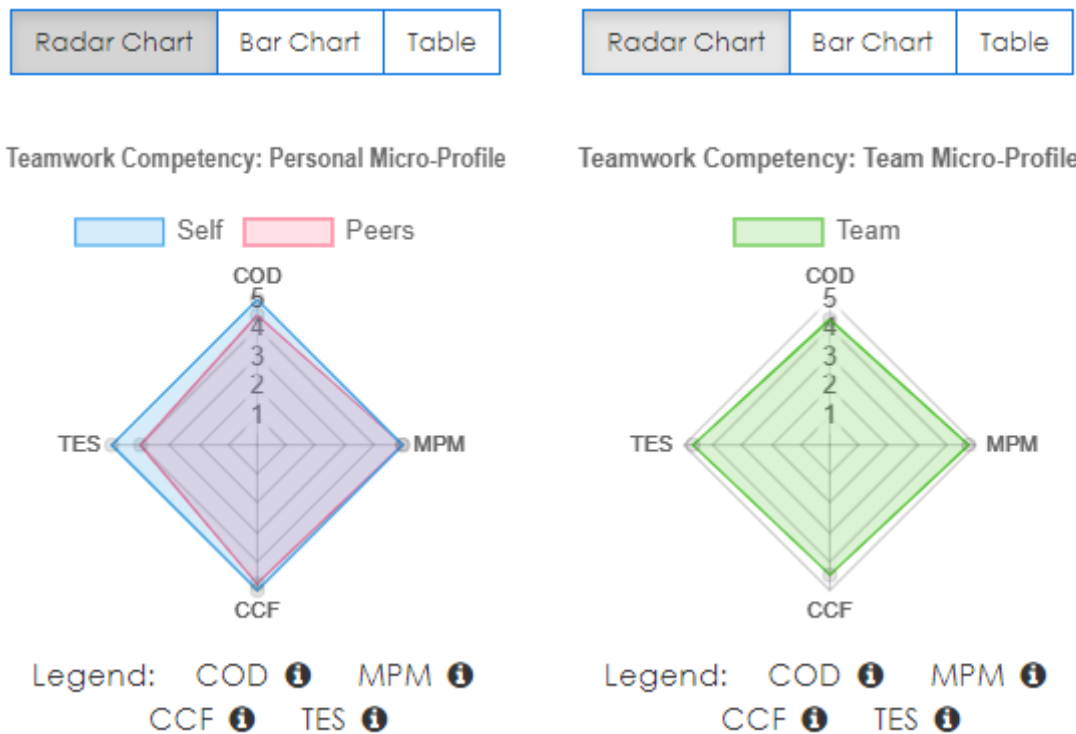 Radar Chart Bar Chart Table
Teamwork Competency: Personal Micro-Profile
Self Peers
COD
5
4
3
2
1
TES MPM
CCF
Legend: COD MPM
CCF TES
Radar Chart Bar Chart Table
Teamwork Competency: Team Micro-Profile
Team
COD
5
4
3
2
1
TES MPM
CCF
Legend: COD MPM
CCF TES